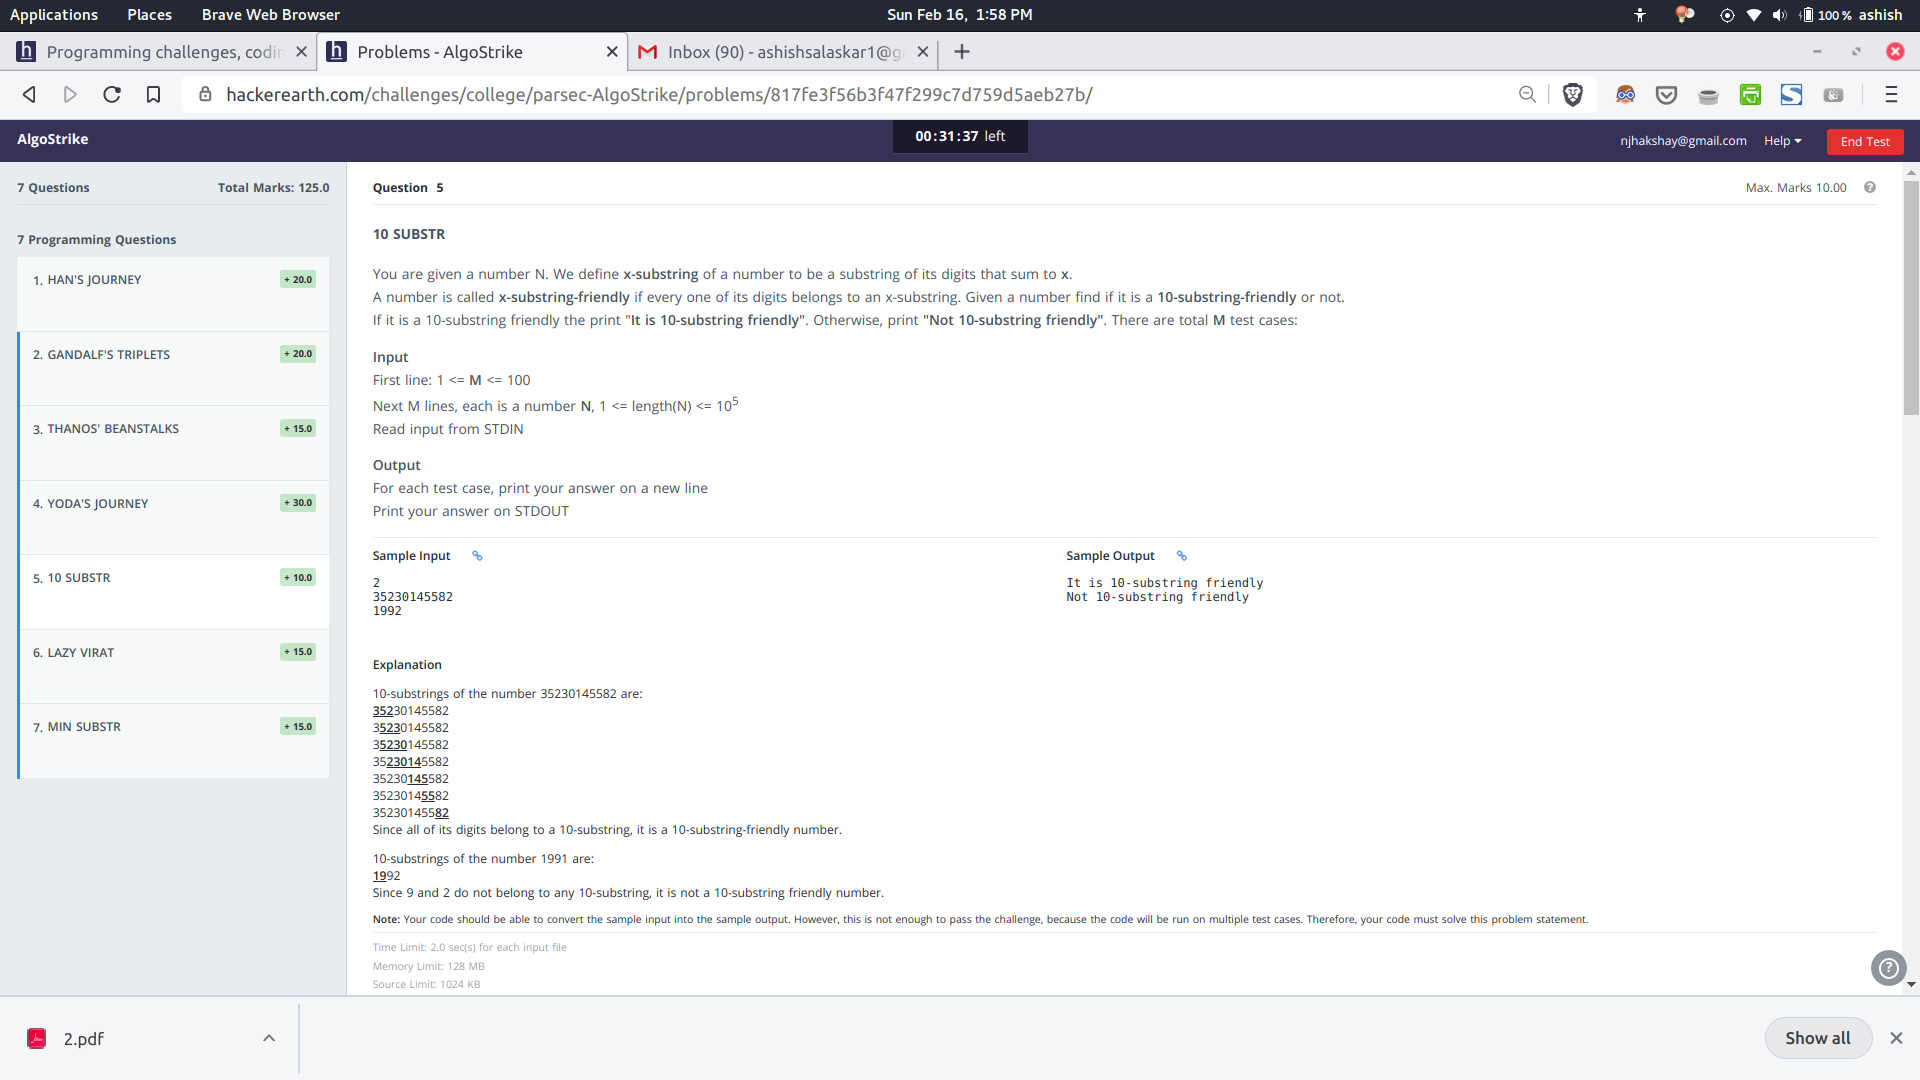 Applications Places Brave Web Browser Sun Feb 16, 1:58 PM 100 % ashish
Programming challenges, codin Problems - AlgoStrike Inbox (90) - ashishsalaskar1@g
hackerearth.com/challenges/college/parsec-AlgoStrike/problems/817fe3f56b3f47f299c7d759d5aeb27b/
AlgoStrike 00:31:37 left njhakshay@gmail.com Help End Test
7 Questions Total Marks: 125.0
7 Programming Questions
1. HAN'S JOURNEY + 20.0
2. GANDALF'S TRIPLETS + 20.0
3. THANOS' BEANSTALKS + 15.0
4. YODA'S JOURNEY + 30.0
5. 10 SUBSTR + 10.0
6. LAZY VIRAT + 15.0
7. MIN SUBSTR + 15.0
Question 5 Max. Marks 10.00
10 SUBSTR
You are given a number N. We define x-substring of a number to be a substring of its digits that sum to x.
A number is called x-substring-friendly if every one of its digits belongs to an x-substring. Given a number find if it is a 10-substring-friendly or not.
If it is a 10-substring friendly the print "It is 10-substring friendly". Otherwise, print "Not 10-substring friendly". There are total M test cases:
Input
First line: 1 <= M <= 100
Next M lines, each is a number N, 1 <= length(N) <= 10^5
Read input from STDIN
Output
For each test case, print your answer on a new line
Print your answer on STDOUT
Sample Input
2
35230145582
1992
Sample Output
It is 10-substring friendly
Not 10-substring friendly
Explanation
10-substrings of the number 35230145582 are:
35230145582
35230145582
35230145582
35230145582
35230145582
35230145582
35230145582
Since all of its digits belong to a 10-substring, it is a 10-substring-friendly number.
10-substrings of the number 1991 are:
1992
Since 9 and 2 do not belong to any 10-substring, it is not a 10-substring friendly number.
Note: Your code should be able to convert the sample input into the sample output. However, this is not enough to pass the challenge, because the code will be run on multiple test cases. Therefore, your code must solve this problem statement.
Time Limit: 2.0 sec(s) for each input file
Memory Limit: 128 MB
Source Limit: 1024 KB
2.pdf Show all